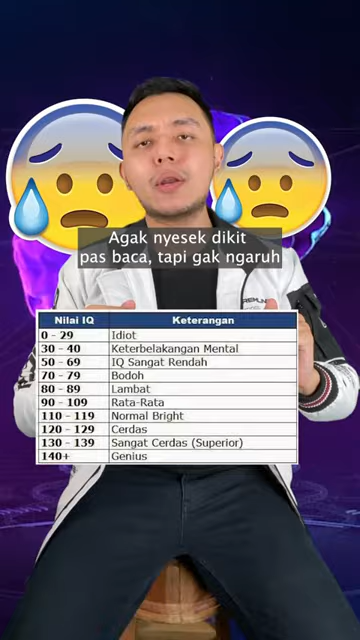 Agak nyesek dikit
pas baca, tapi gak ngaruh
Nilai IQ Keterangan
0 - 29 Idiot
30 - 40 Keterbelakangan Mental
50 - 69 IQ Sangat Rendah
70 - 79 Bodoh
80 - 89 Lambat
90 - 109 Rata-Rata
110 - 119 Normal Bright
120 - 129 Cerdas
130 - 139 Sangat Cerdas (Superior)
140+ Genius